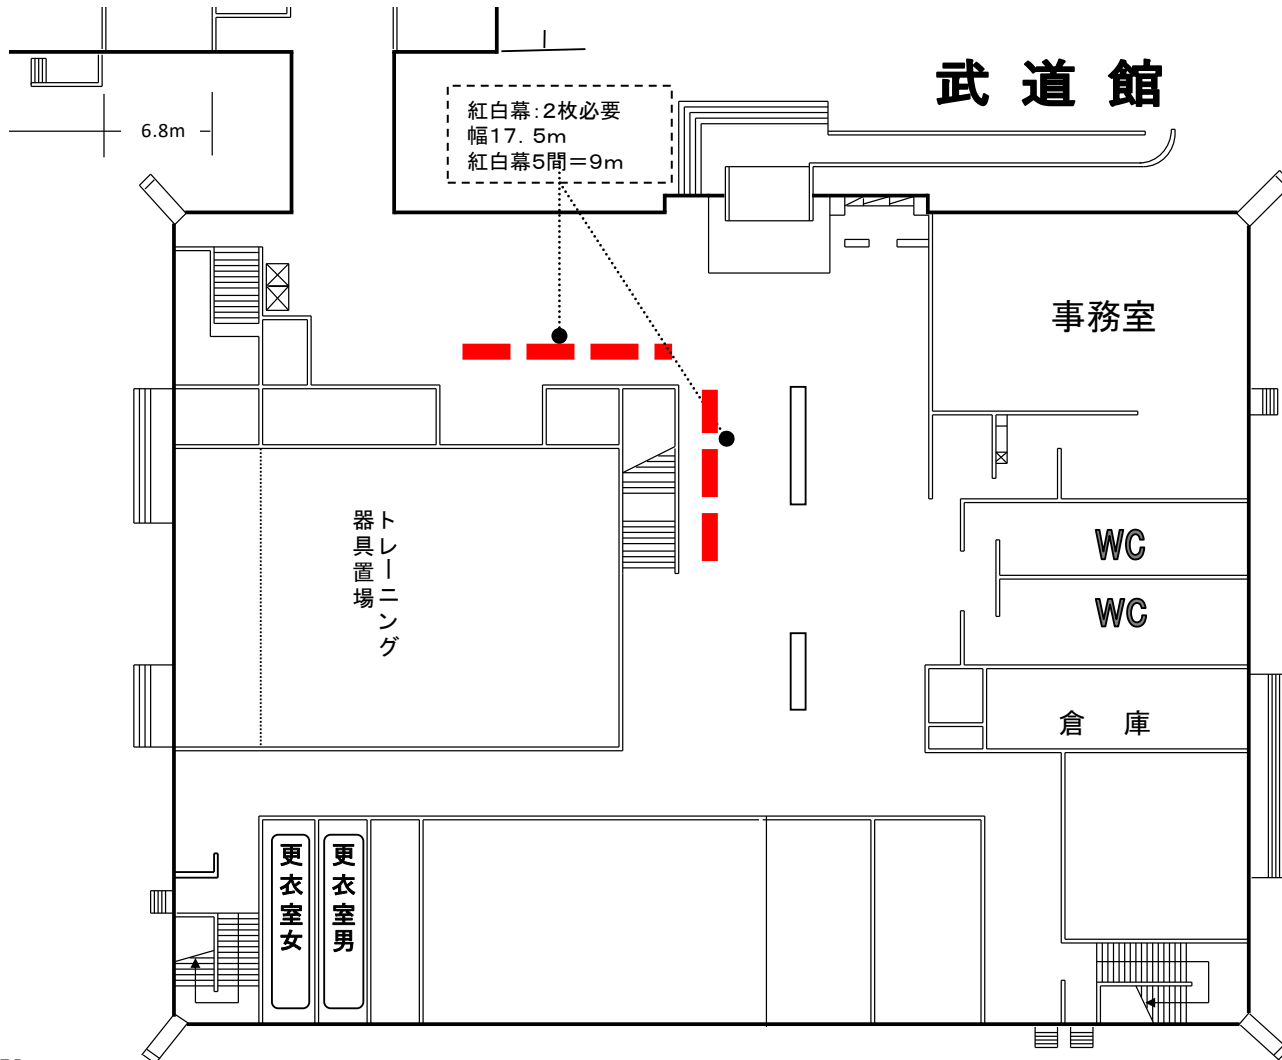 武道館
紅白幕:2枚必要
幅17.5m
紅白幕5間=9m
6.8m
事務室
トレーニング
器具置場
WC
WC
倉 庫
更衣室女
更衣室男